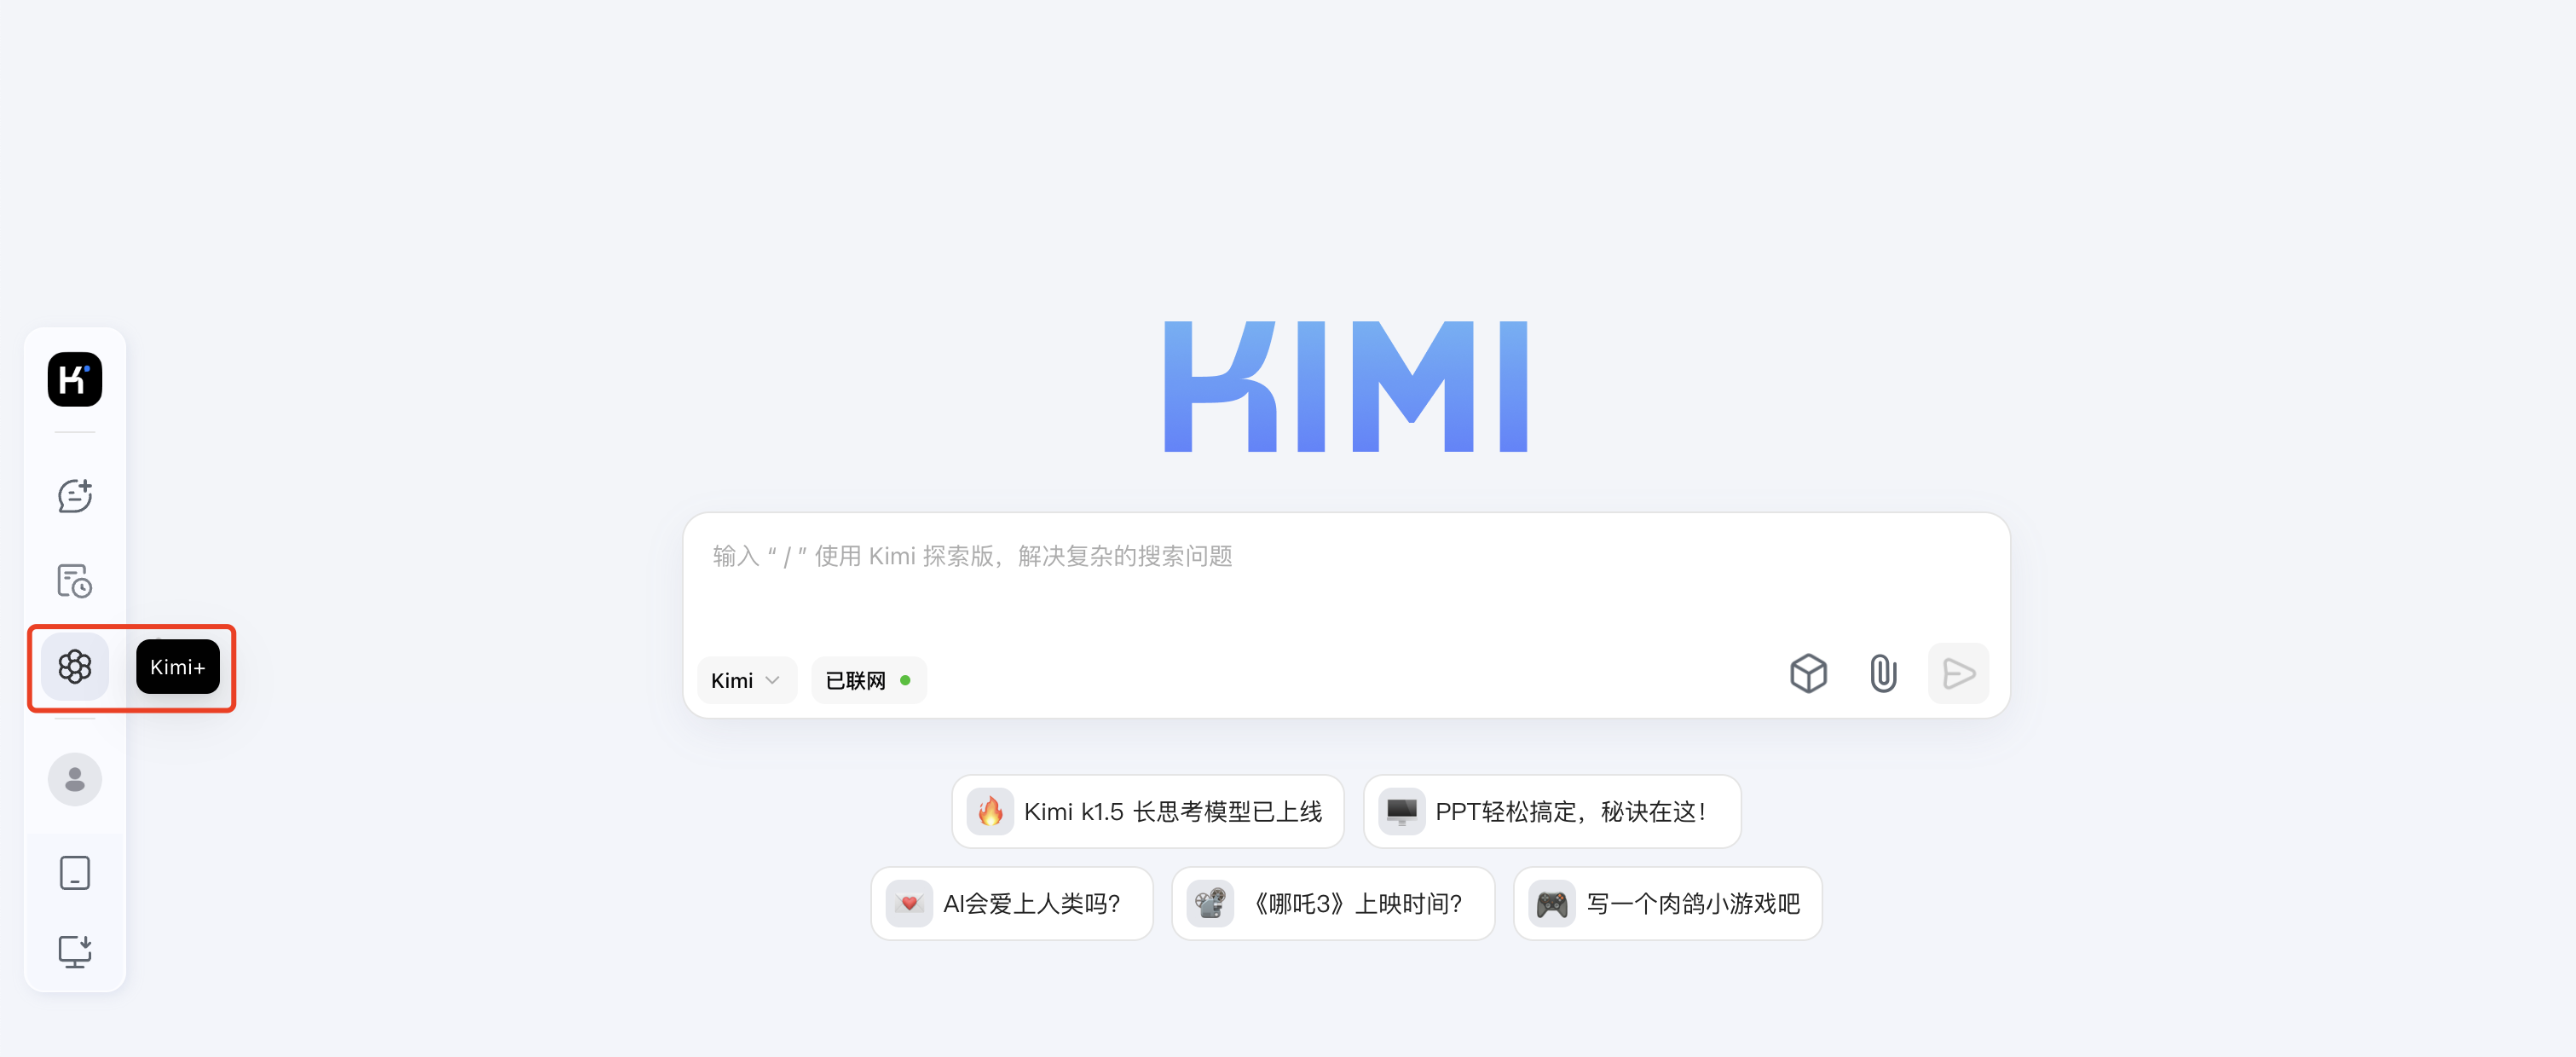 KIMI
输入 “ / ” 使用 Kimi 探索版，解决复杂的搜索问题
Kimi+
Kimi
已联网
Kimi k1.5 长思考模型已上线
PPT轻松搞定，秘诀在这！
AI会爱上人类吗？
《哪吒3》上映时间？
写一个肉鸽小游戏吧